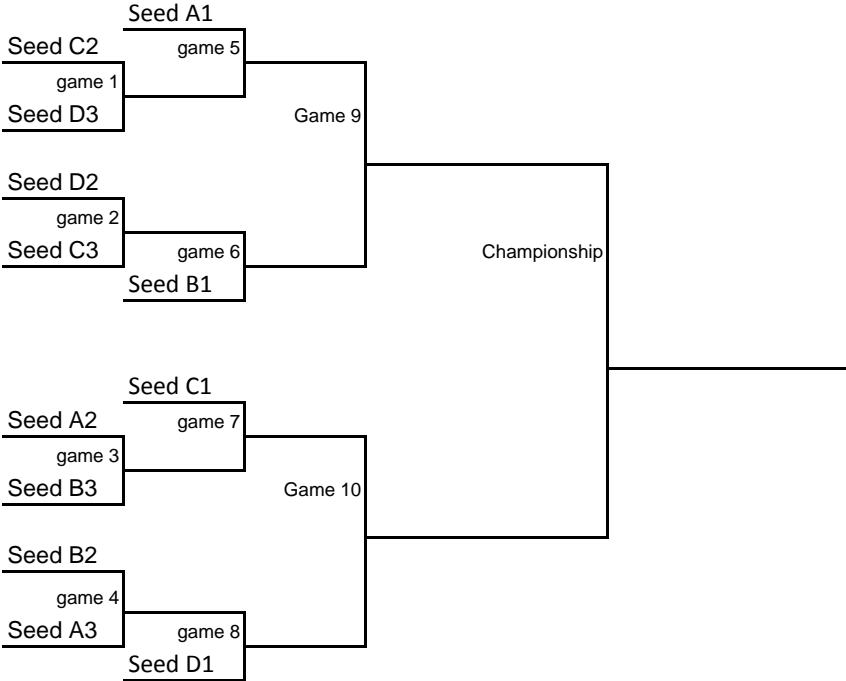 Seed A1
Seed C2
game 5
game 1
Seed D3
Game 9
Seed D2
game 2
Seed C3
game 6
Championship
Seed B1
Seed C1
Seed A2
game 7
game 3
Seed B3
Game 10
Seed B2
game 4
Seed A3
game 8
Seed D1